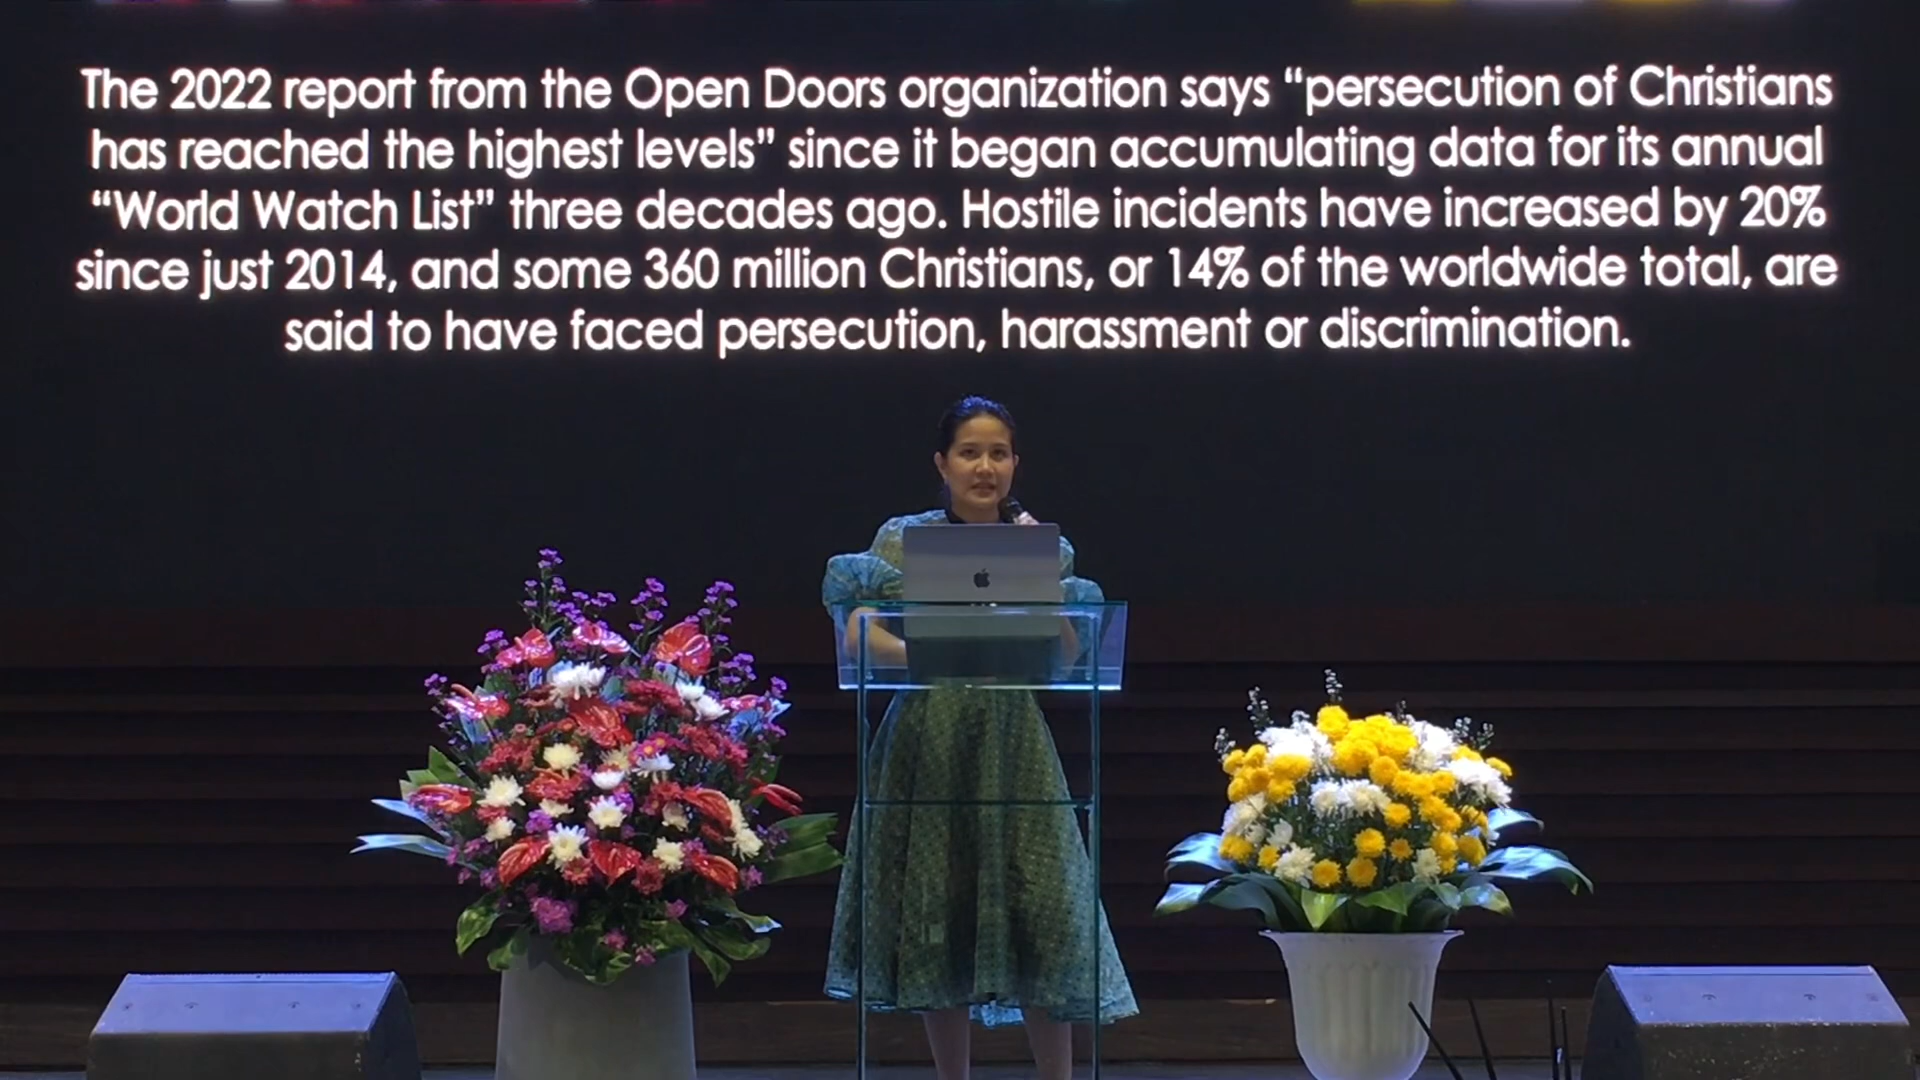 The 2022 report from the Open Doors organization says “persecution of Christians
has reached the highest levels” since it began accumulating data for its annual
“World Watch List” three decades ago. Hostile incidents have increased by 20%
since just 2014, and some 360 million Christians, or 14% of the worldwide total, are
said to have faced persecution, harassment or discrimination.